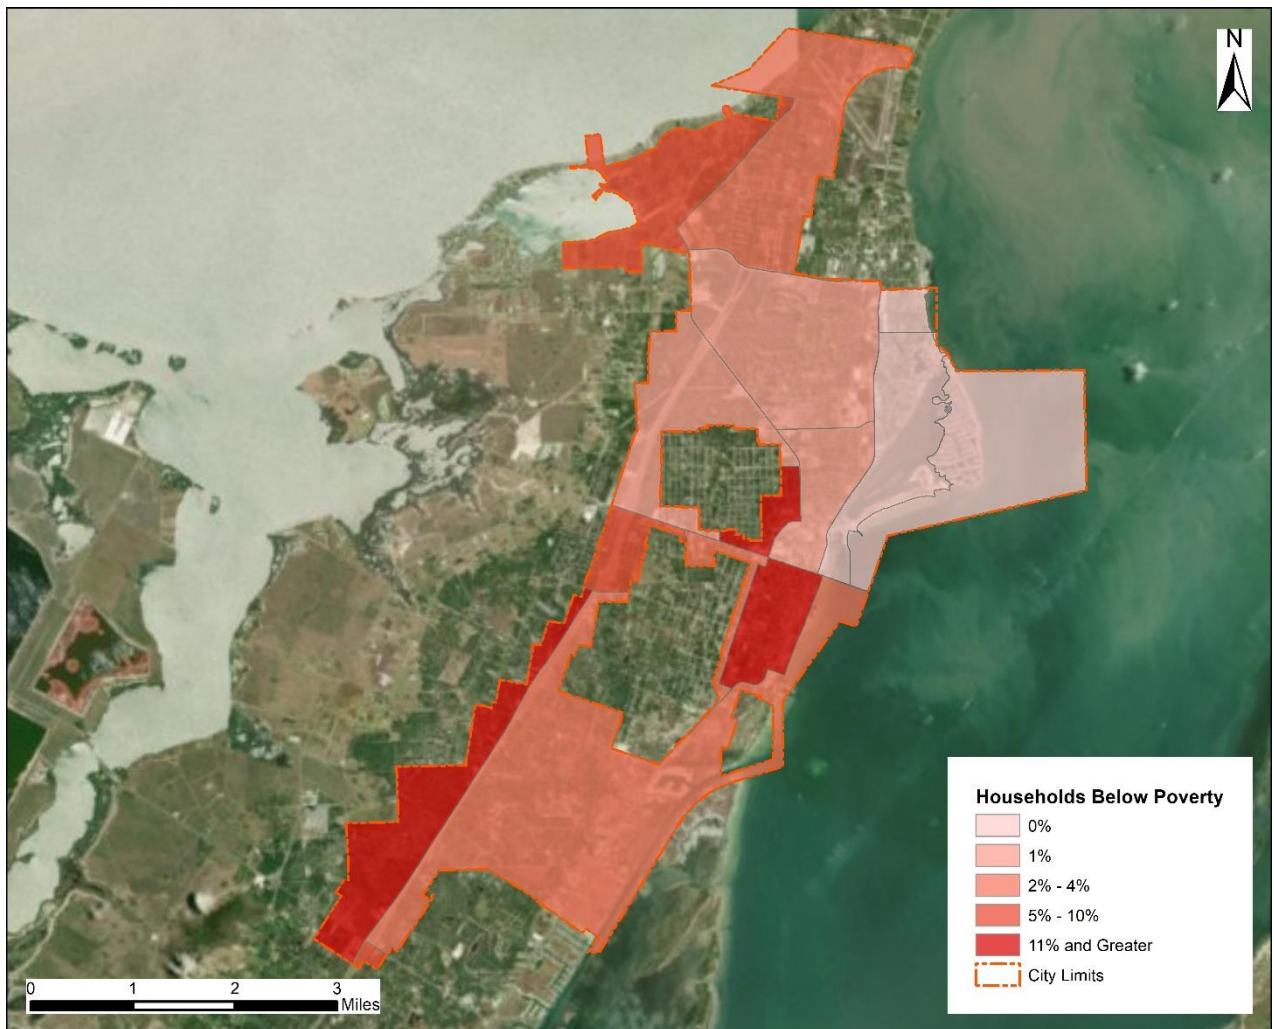 N
Households Below Poverty
0%
1%
2% - 4%
5% - 10%
11% and Greater
City Limits
0 1 2 3
Miles